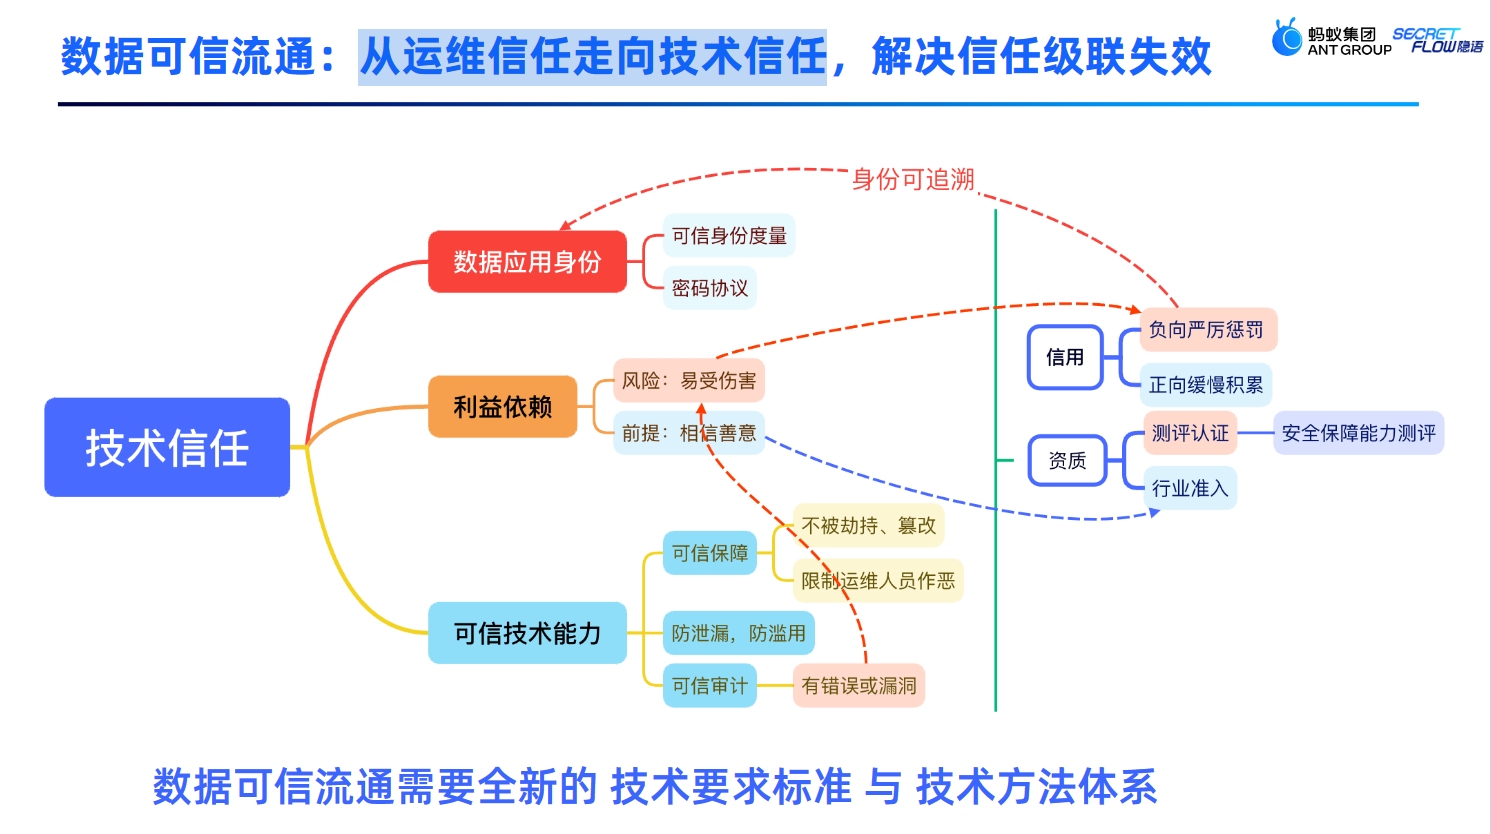 数据可信流通：从运维信任走向技术信任，解决信任级联失效
蚂蚁集团
ANT GROUP
SECRET
FLOW隐语
身份可追溯
数据应用身份
可信身份度量
密码协议
技术信任
利益依赖
风险：易受伤害
前提：相信善意
可信技术能力
可信保障
不被劫持、篡改
限制运维人员作恶
防泄漏，防滥用
可信审计
有错误或漏洞
信用
负向严厉惩罚
正向缓慢积累
资质
测评认证
安全保障能力测评
行业准入
数据可信流通需要全新的 技术要求标准 与 技术方法体系